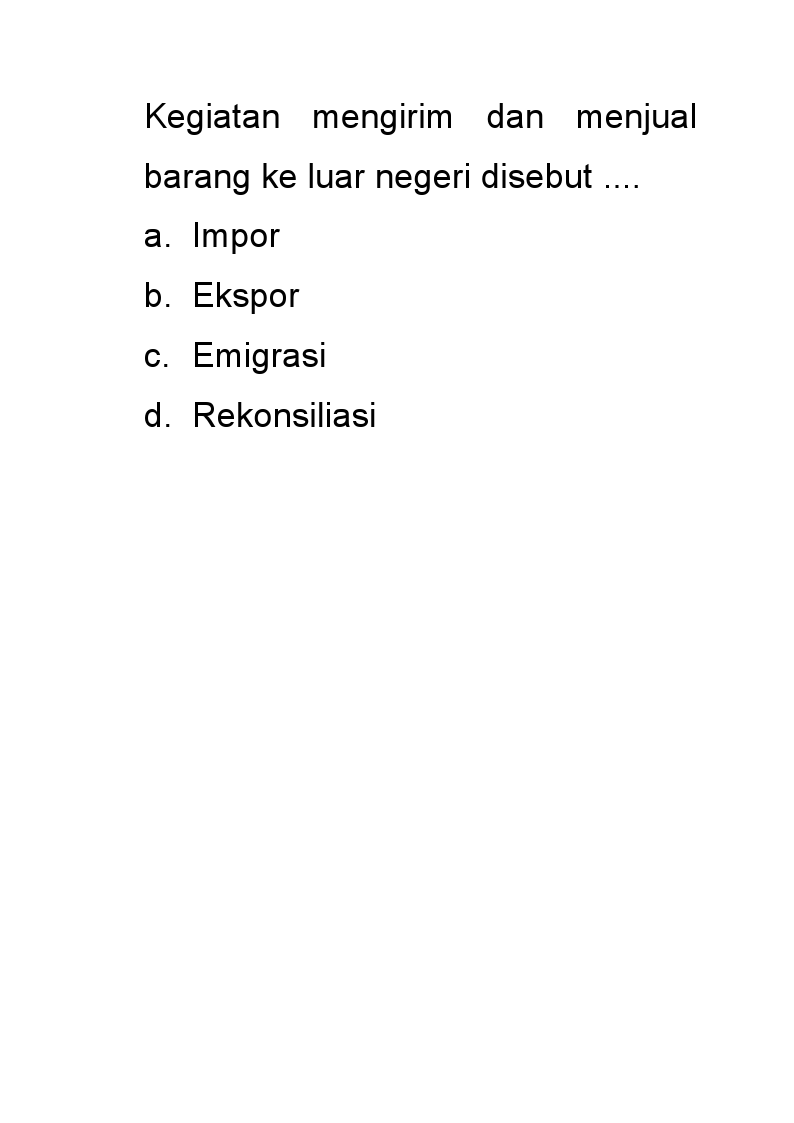 Kegiatan mengirim dan menjual
barang ke luar negeri disebut ....
a. Impor
b. Ekspor
c. Emigrasi
d. Rekonsiliasi